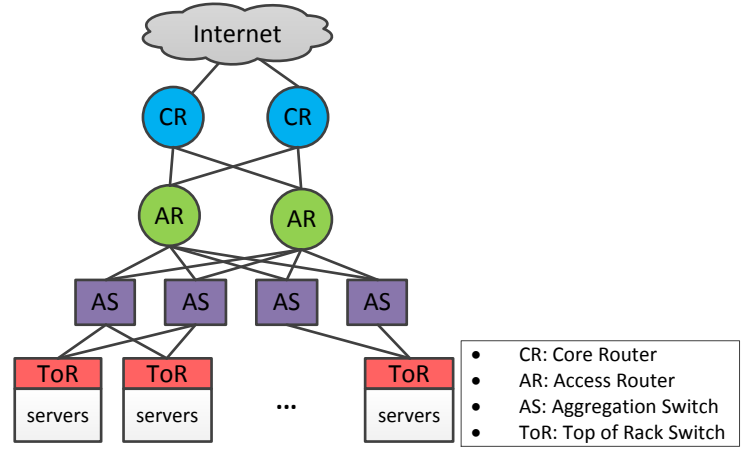 Internet
CR CR
AR AR
AS AS AS AS
ToR ToR ToR
servers servers ... servers
• CR: Core Router
• AR: Access Router
• AS: Aggregation Switch
• ToR: Top of Rack Switch